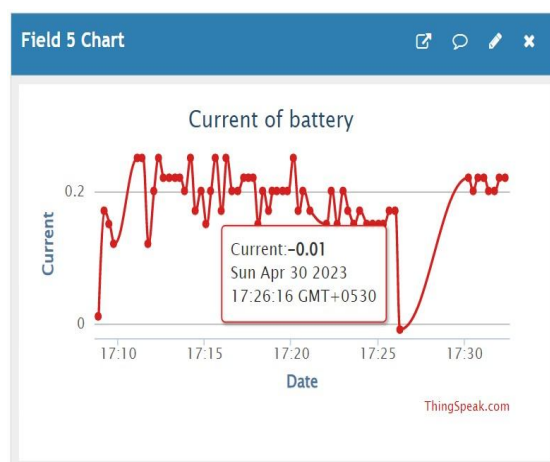 Field 5 Chart
Current of battery
Current
0.2
0
Current:-0.01
Sun Apr 30 2023
17:26:16 GMT+0530
17:10 17:15 17:20 17:25 17:30
Date
ThingSpeak.com